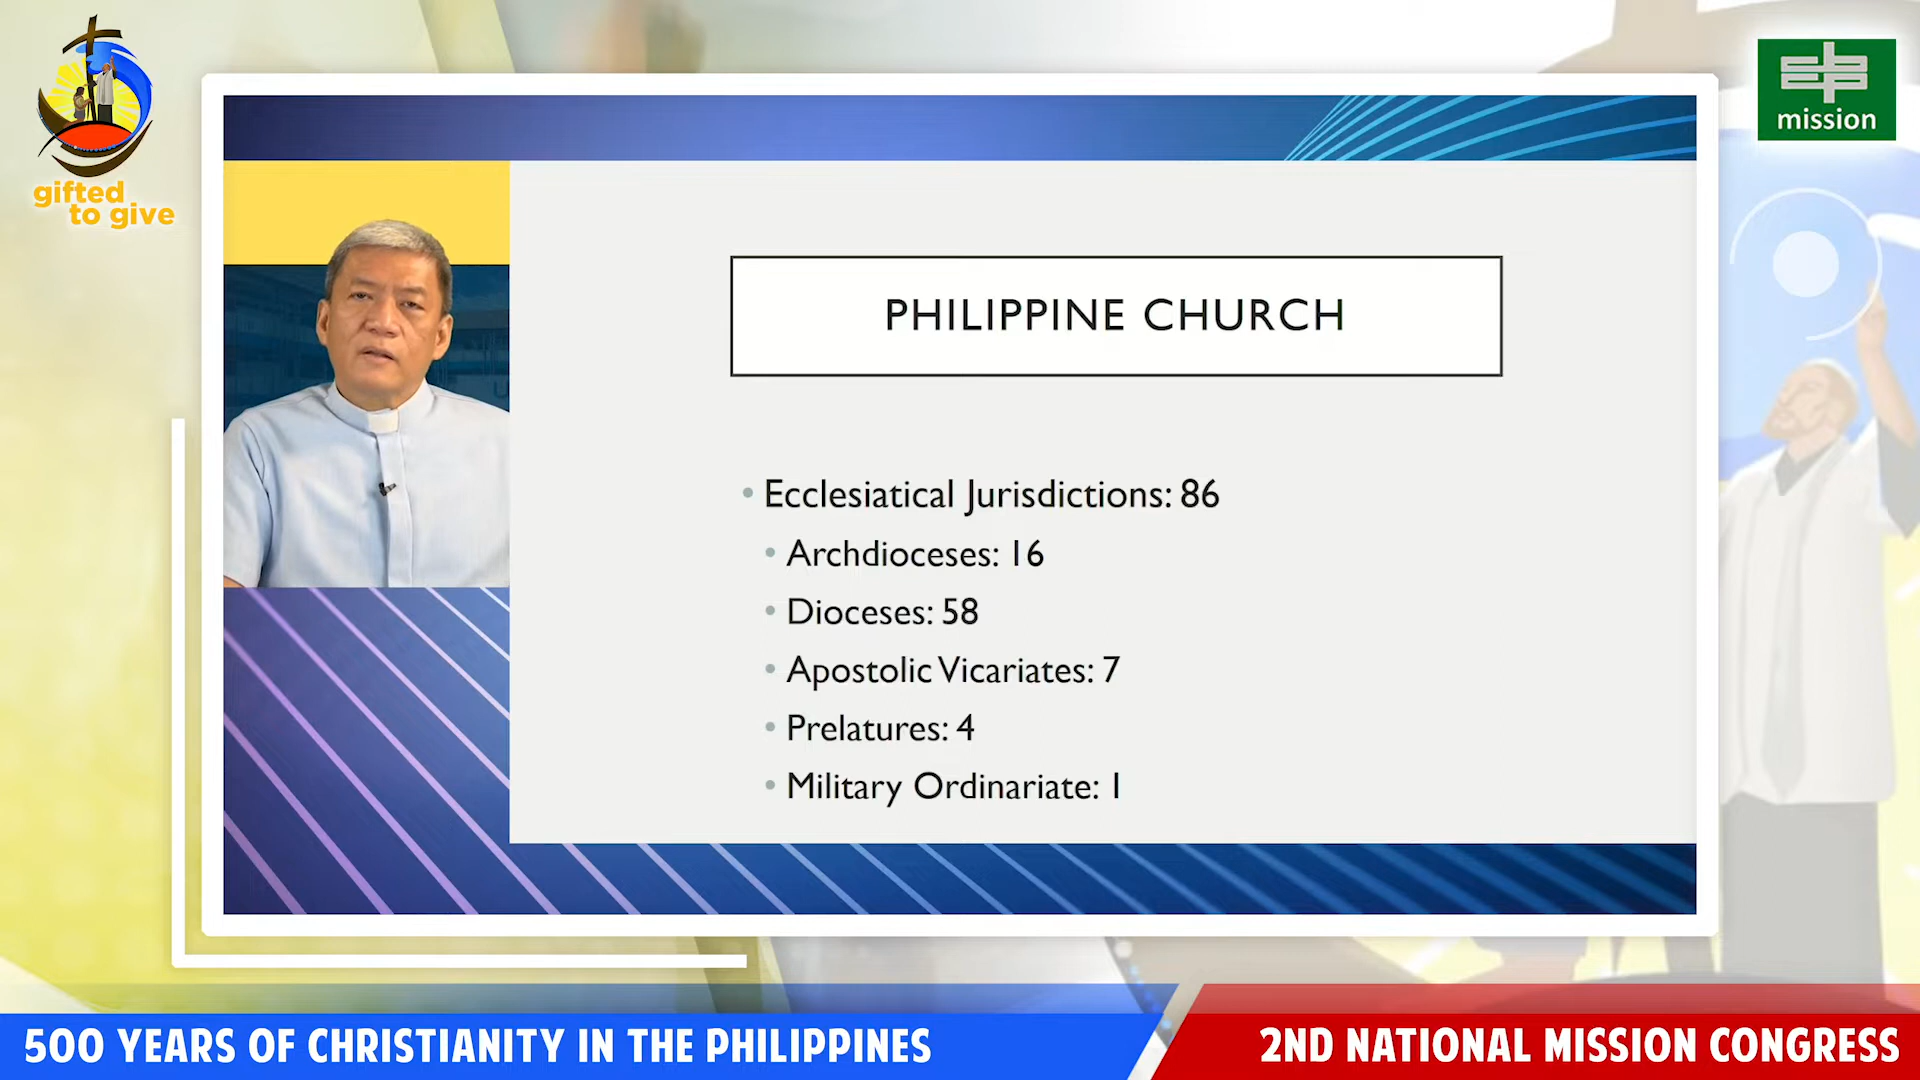 gifted
to give
mission
PHILIPPINE CHURCH
• Ecclesiatical Jurisdictions: 86
• Archdioceses: 16
• Dioceses: 58
• Apostolic Vicariates: 7
• Prelatures: 4
• Military Ordinariate: 1
500 YEARS OF CHRISTIANITY IN THE PHILIPPINES
2ND NATIONAL MISSION CONGRESS